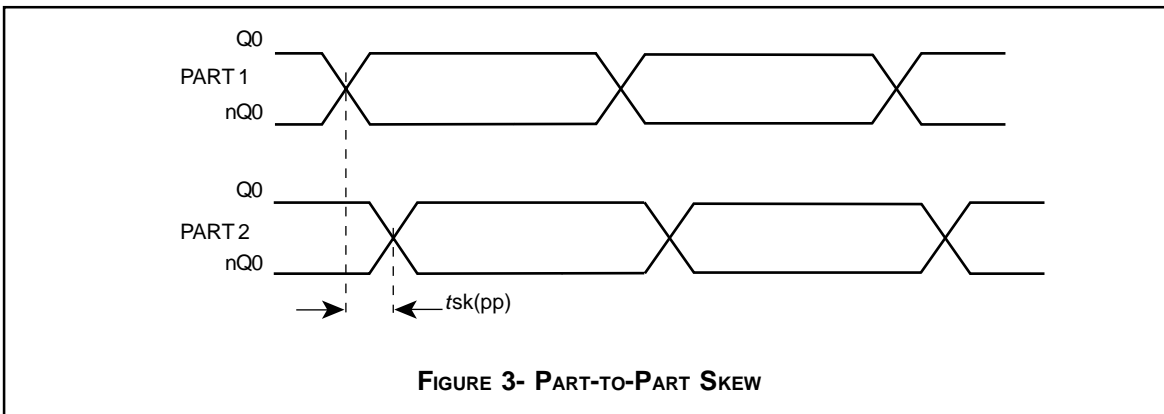 Q0
PART 1
nQ0
Q0
PART 2
nQ0
tsk(pp)
FIGURE 3- PART-TO-PART SKEW